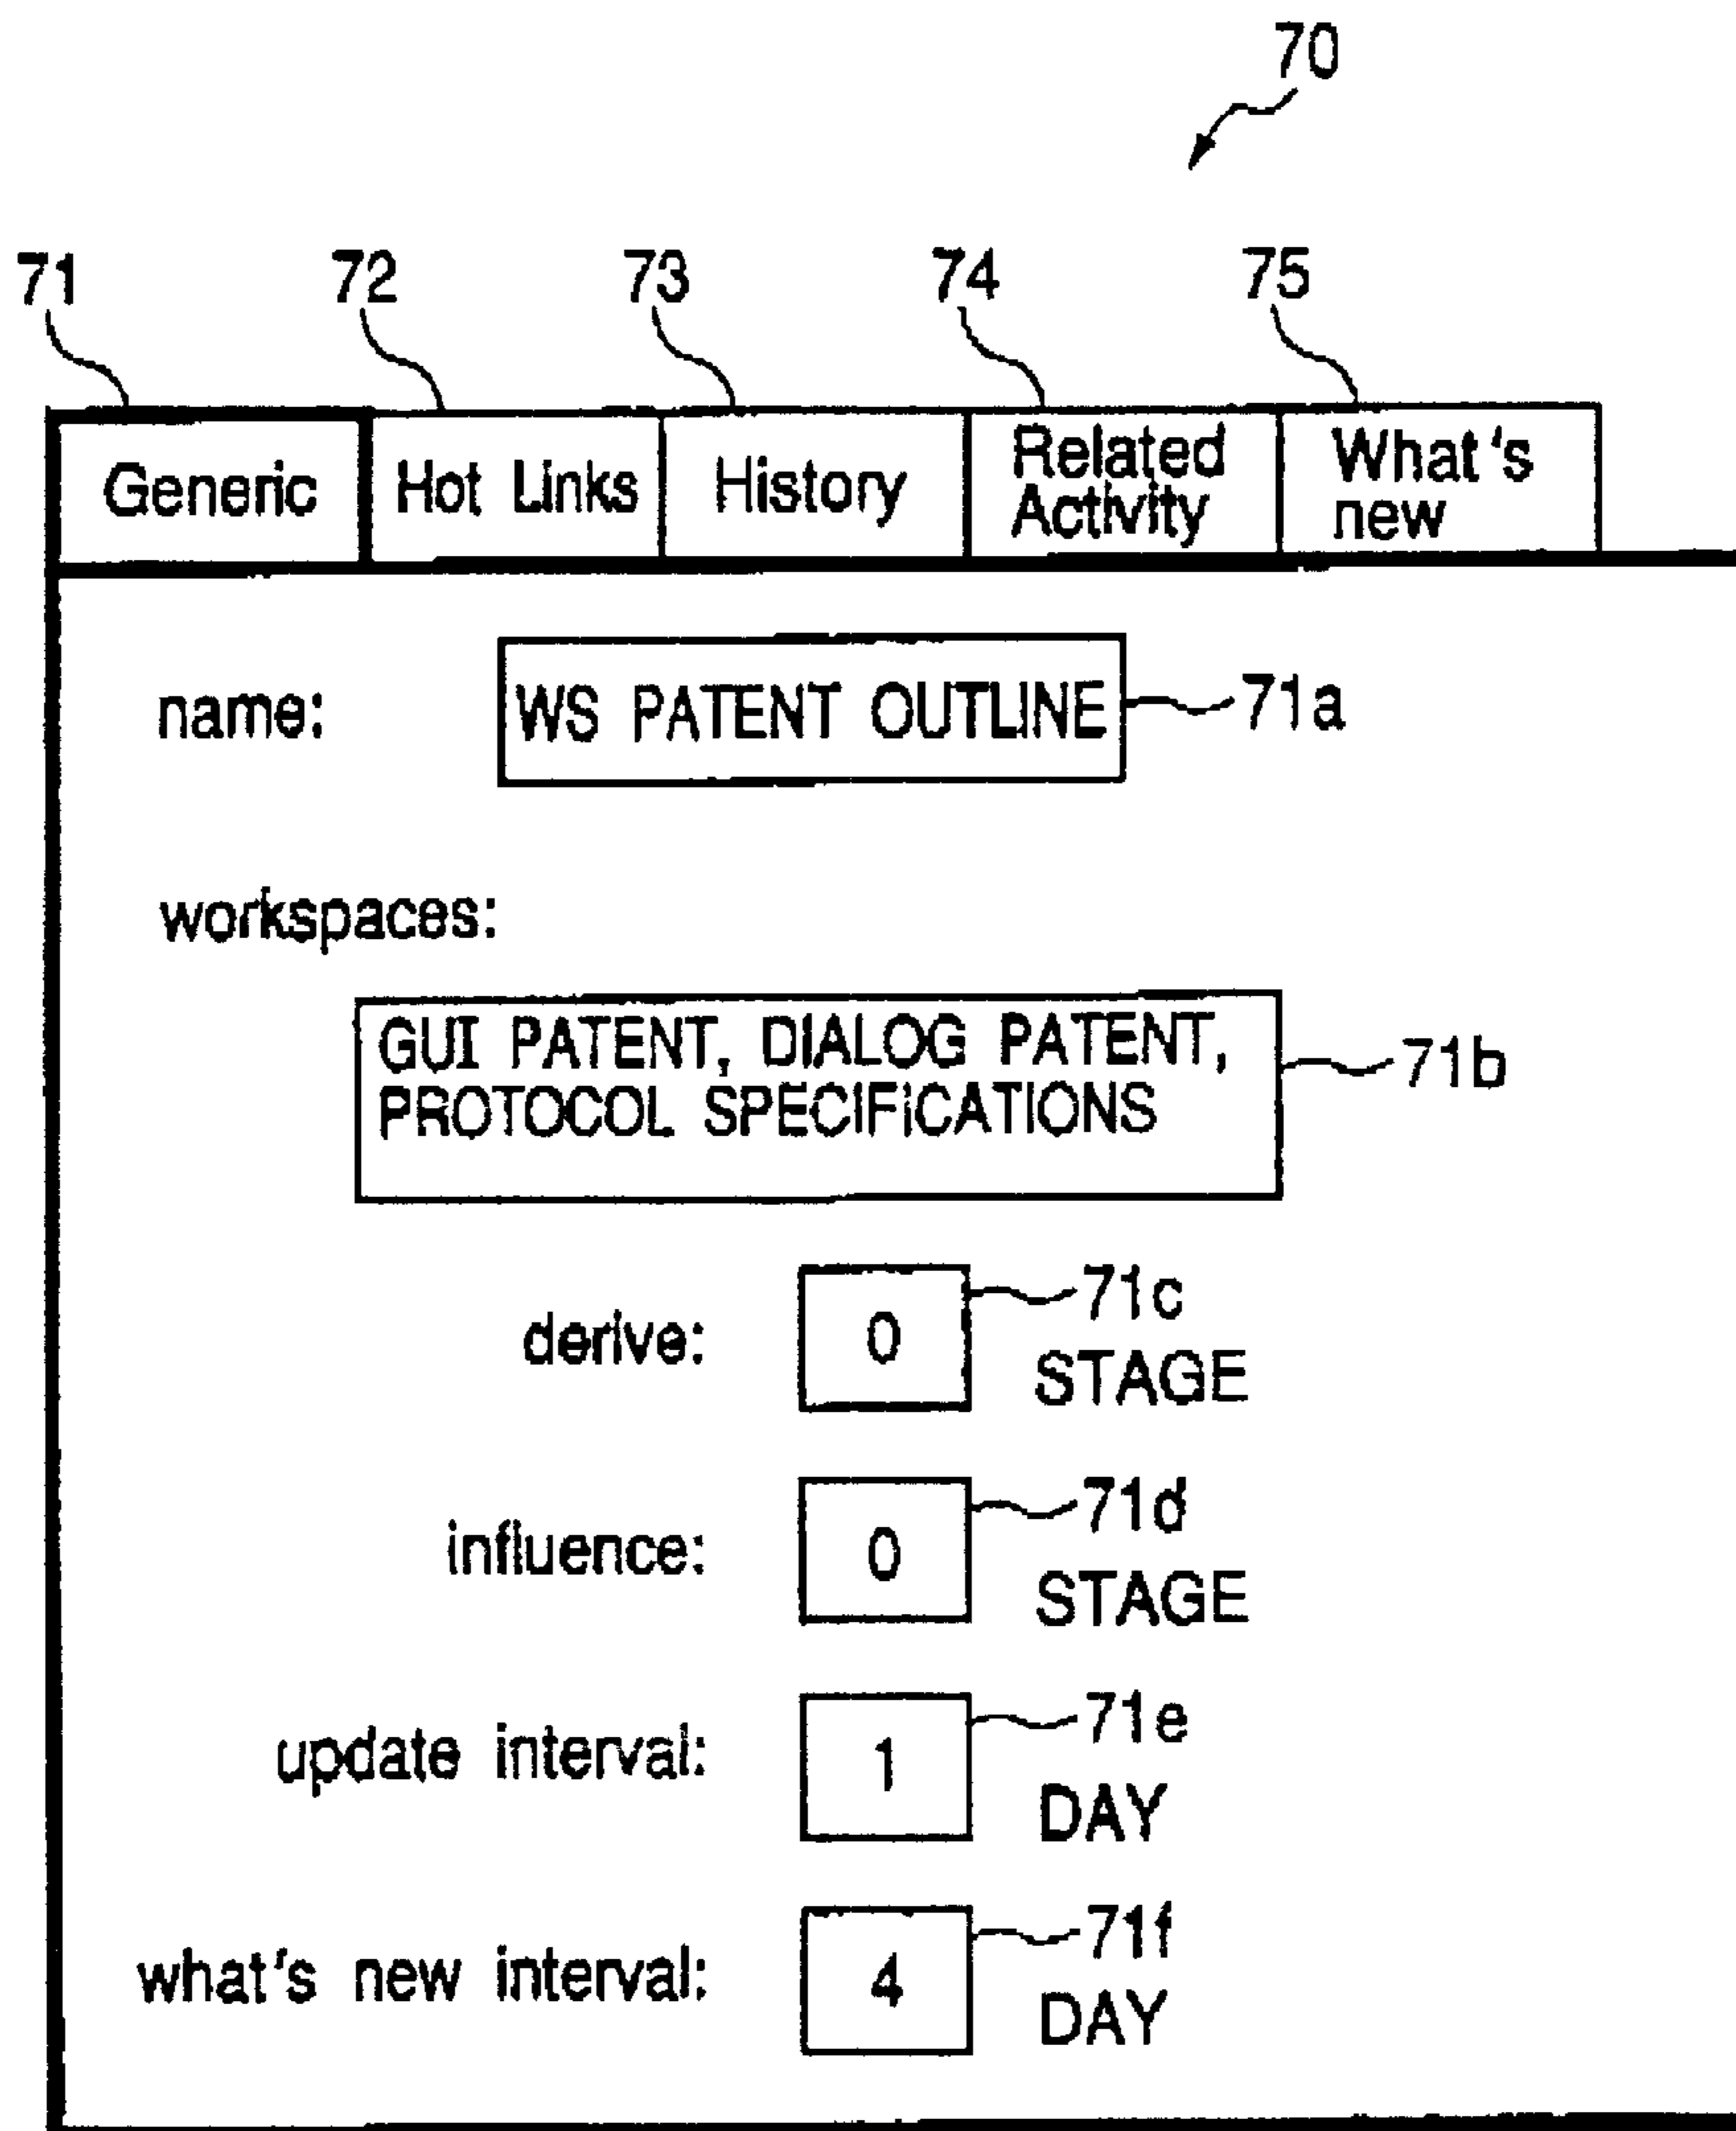 70
71 72 73 74 75
Generic Hot Links History Related Activity What's new
name: WS PATENT OUTLINE 71a
workspaces:
GUI PATENT, DIALOG PATENT, 71b
PROTOCOL SPECIFiCATIONS
derive: 0 71c
STAGE
influence: 0 71d
STAGE
update interval: 1 71e
DAY
what's new interval: 4 71f
DAY